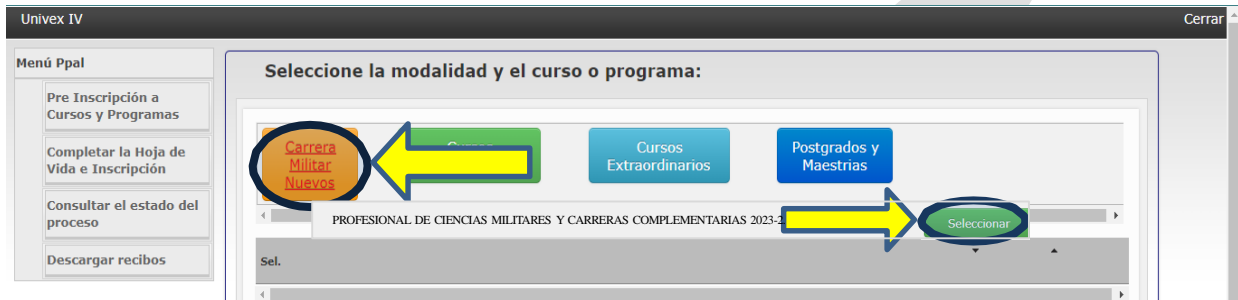 Univex IV
Cerrar
Menú Ppal
Pre Inscripción a
Cursos y Programas
Completar la Hoja de
Vida e Inscripción
Consultar el estado del
proceso
Descargar recibos
Seleccione la modalidad y el curso o programa:
Carrera
Militar
Nuevos
Cursos
Extraordinarios
Postgrados y
Maestrias
PROFESIONAL DE CIENCIAS MILITARES Y CARRERAS COMPLEMENTARIAS 2023-2
Seleccionar
Sel.